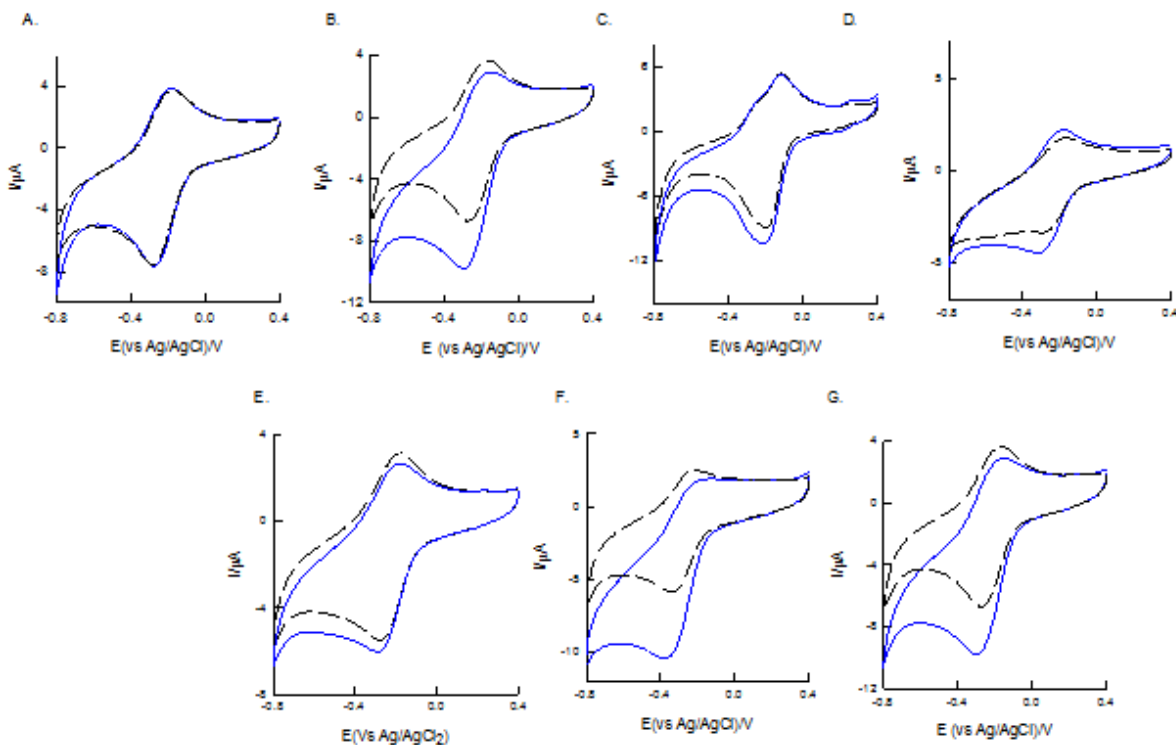 A.
B.
C.
D.
4
0
-4
-8
I/µA
-0.8 -0.4 0.0 0.4
E(vs Ag/AgCl)/V
4
0
-4
-8
-12
I/µA
-0.8 -0.4 0.0 0.4
E (vs Ag/AgCl)/V
6
0
-6
-12
I/µA
-0.8 -0.4 0.0 0.4
E(vs Ag/AgCl)/V
5
0
-5
I/µA
-0.8 -0.4 0.0 0.4
E(vs Ag/AgCl)/V
E.
F.
G.
4
0
-4
-8
I/µA
-0.8 -0.4 0.0 0.4
E(Vs Ag/AgCl₂)
5
0
-5
-10
I/µA
-0.8 -0.4 0.0 0.4
E(vs Ag/AgCl)/V
4
0
-4
-8
-12
I/µA
-0.8 -0.4 0.0 0.4
E (vs Ag/AgCl)/V